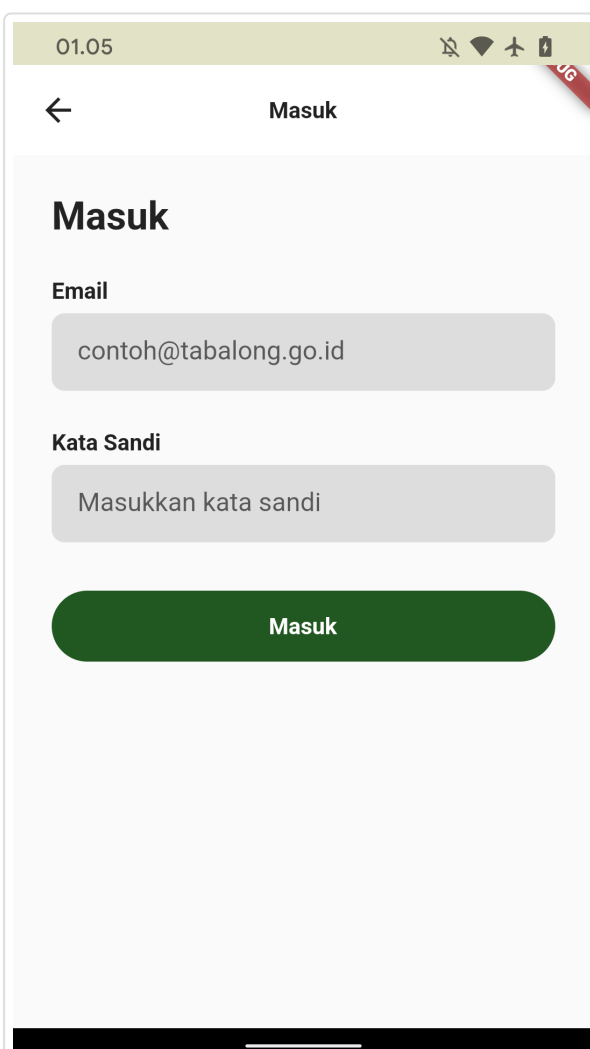 01.05
Masuk
Masuk
Email
contoh@tabalong.go.id
Kata Sandi
Masukkan kata sandi
Masuk